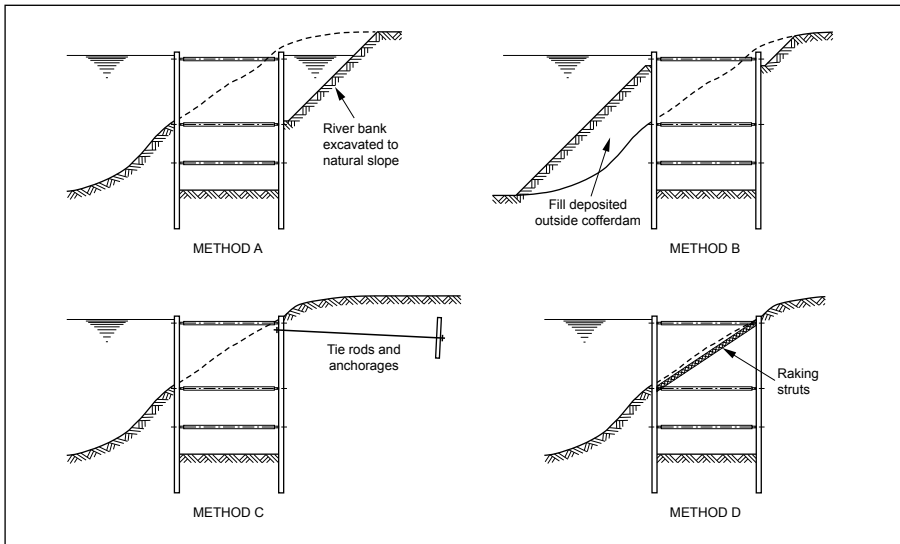 River bank
excavated to
natural slope
METHOD A
Fill deposited
outside cofferdam
METHOD B
Tie rods and
anchorages
METHOD C
Raking
struts
METHOD D